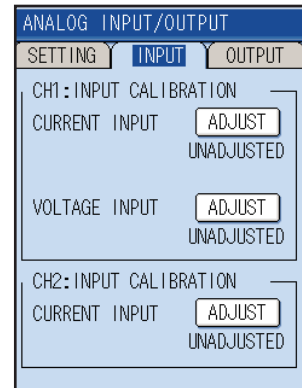 ANALOG INPUT/OUTPUT
SETTING INPUT OUTPUT
CH1:INPUT CALIBRATION
CURRENT INPUT ADJUST
UNADJUSTED
VOLTAGE INPUT ADJUST
UNADJUSTED
CH2:INPUT CALIBRATION
CURRENT INPUT ADJUST
UNADJUSTED